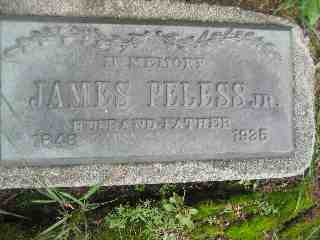 IN MEMORY
JAMES PELESS JR.
HUSBAND FATHER
1848 1925